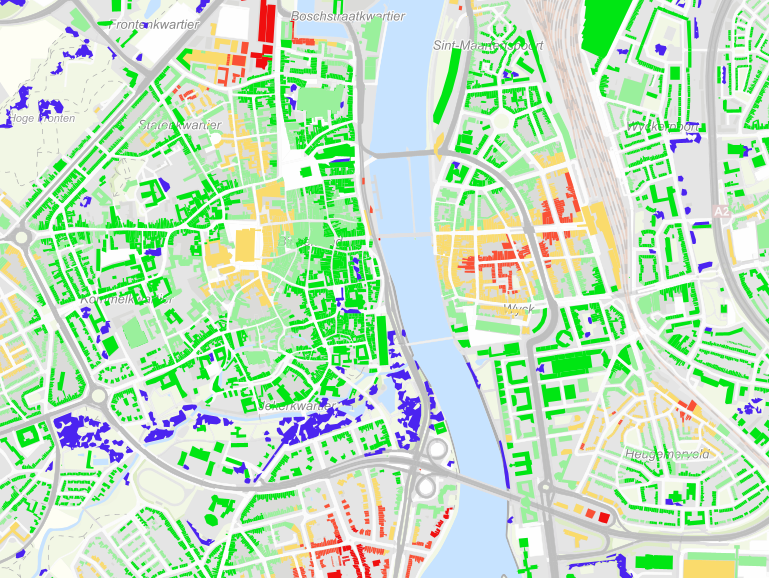 Boschstraatkwartier
Frontenkwartier
Sint-Maartenspoort
Hoge Fronten
Statenkwartier
Wyckerpoort
A2
Kommelkwartier
Wyck
Jekerkwartier
Heugemerveld